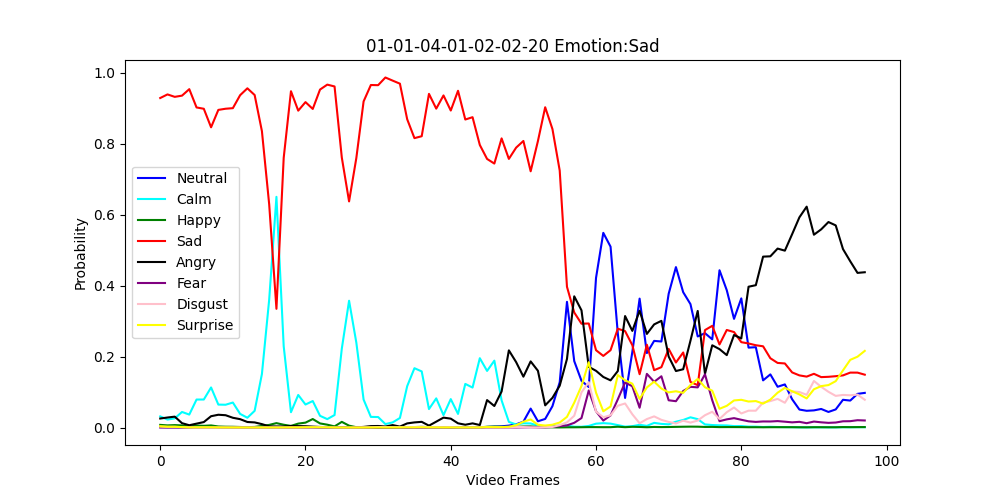 01-01-04-01-02-02-20 Emotion:Sad
1.0
0.8
0.6
0.4
0.2
0.0
Probability
Neutral
Calm
Happy
Sad
Angry
Fear
Disgust
Surprise
0 20 40 60 80 100
Video Frames